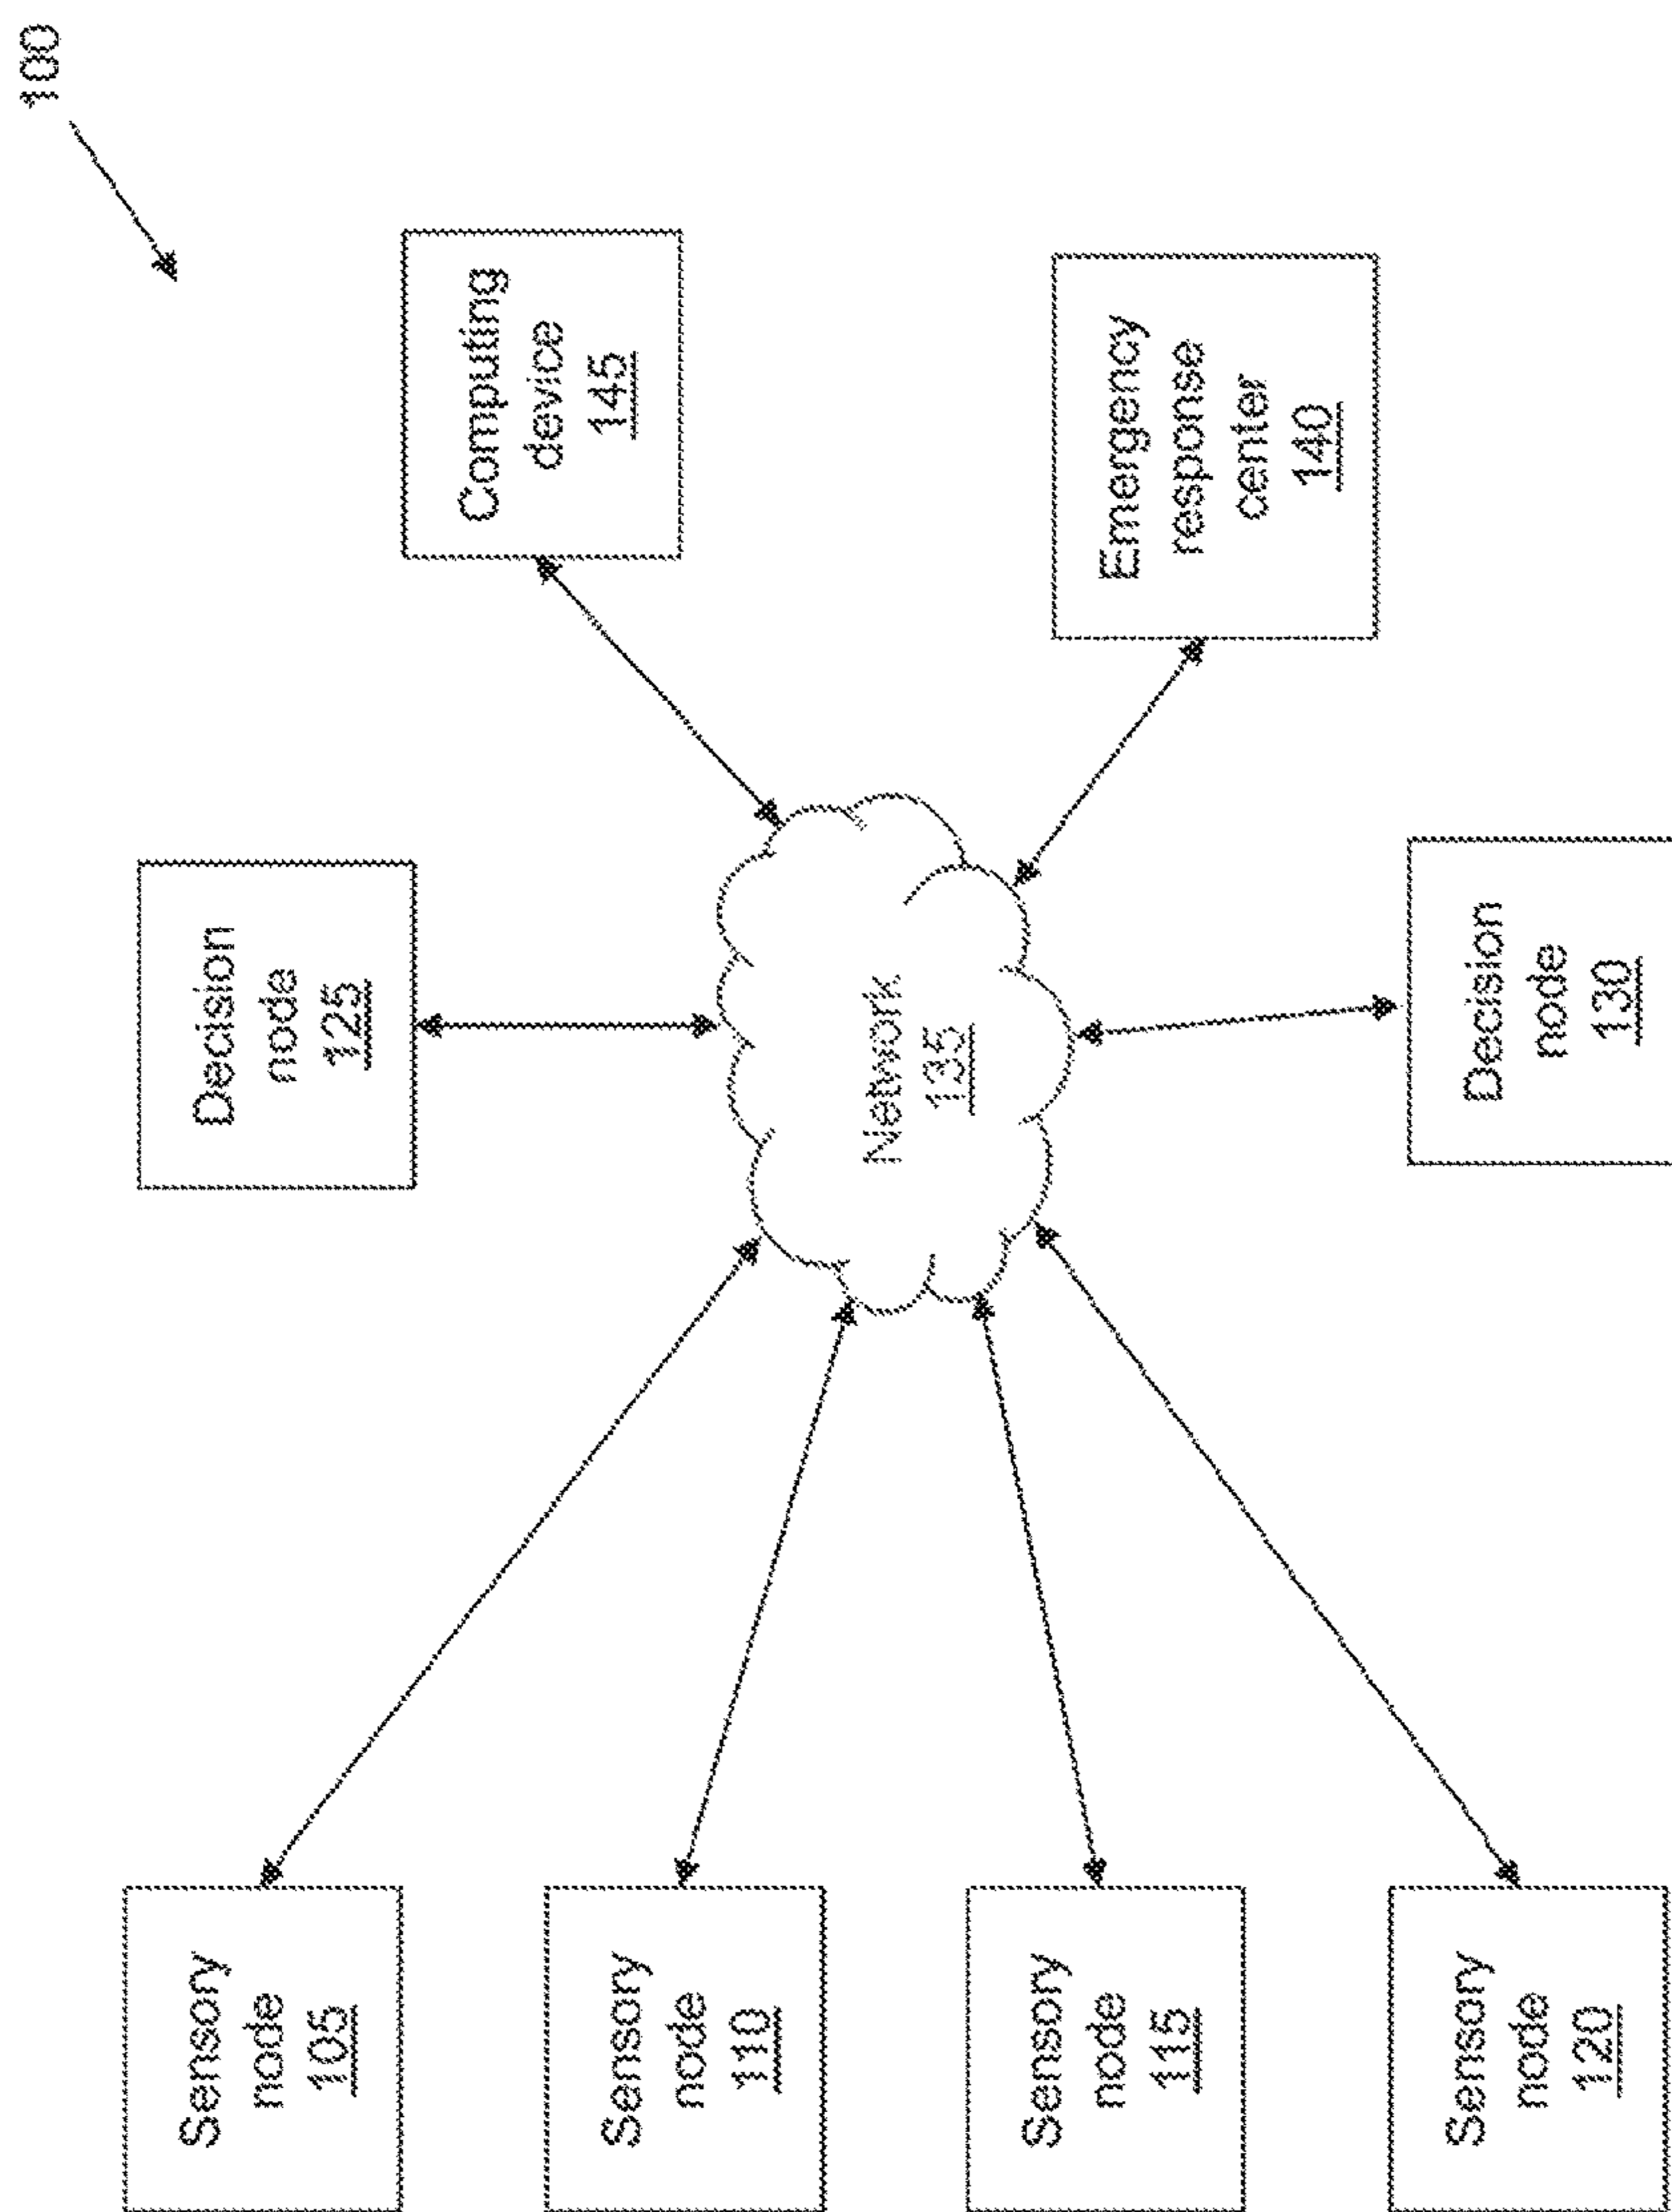 100
Computing
device
145
Emergency
response
center
140
Decision
node
125
Network
135
Decision
node
130
Sensory
node
105
Sensory
node
110
Sensory
node
115
Sensory
node
120